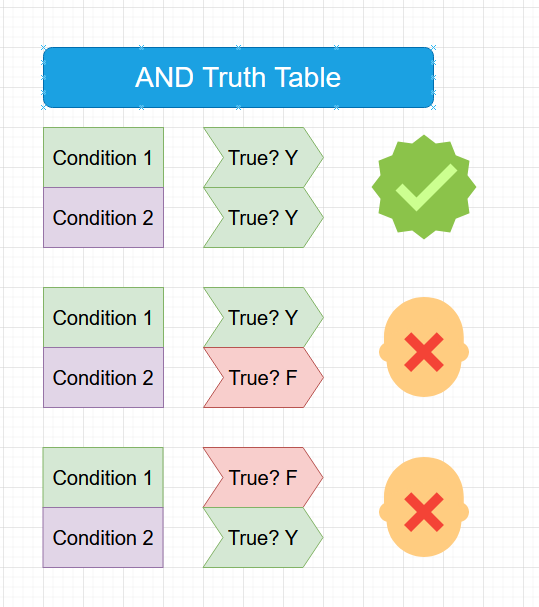 AND Truth Table
Condition 1 True? Y
Condition 2 True? Y
Condition 1 True? Y
Condition 2 True? F
Condition 1 True? F
Condition 2 True? Y